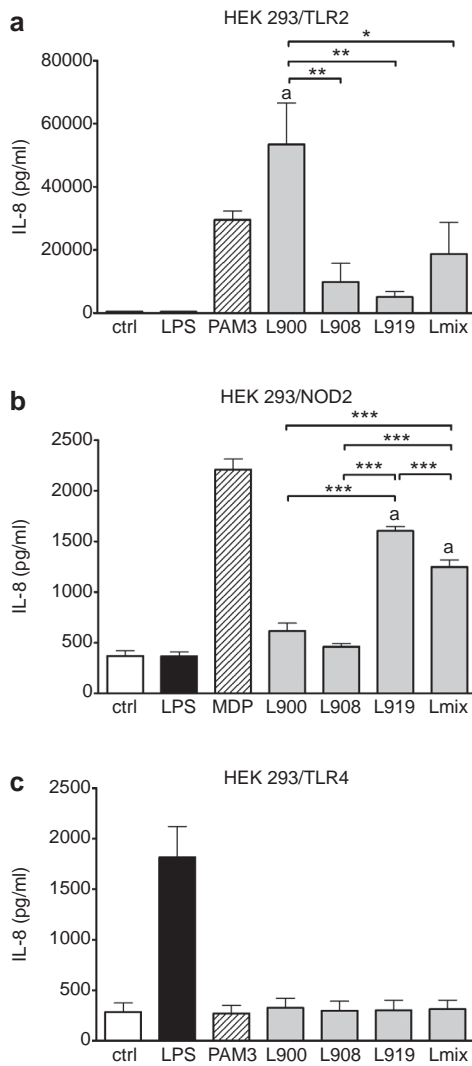 a
HEK 293/TLR2
*
**
**
a
80000
60000
40000
20000
0
IL-8 (pg/ml)
ctrl LPS PAM3 L900 L908 L919 Lmix
b
HEK 293/NOD2
***
***
*** ***
***
a
a
2500
2000
1500
1000
500
0
IL-8 (pg/ml)
ctrl LPS MDP L900 L908 L919 Lmix
c
HEK 293/TLR4
2500
2000
1500
1000
500
0
IL-8 (pg/ml)
ctrl LPS PAM3 L900 L908 L919 Lmix